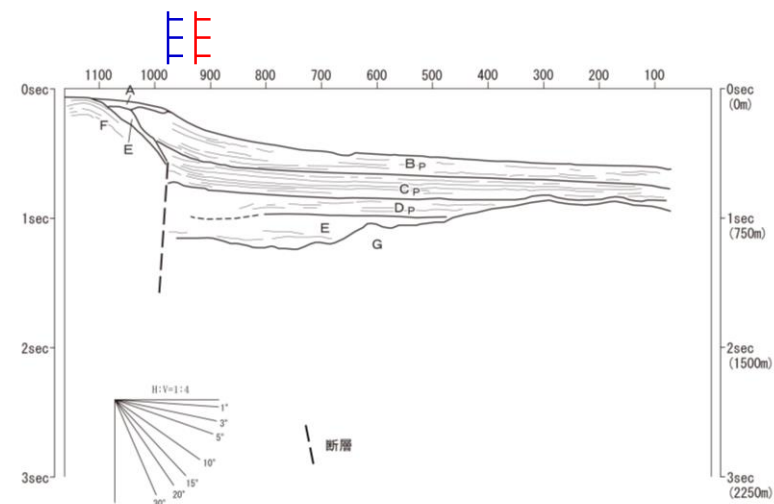 1100 1000 900 800 700 600 500 400 300 200 100
0sec
0sec
(0m)
A
F
E
B P
C P
D P
E
G
1sec
1sec
(750m)
2sec
2sec
(1500m)
H:V=1:4
1°
3°
5°
10°
15°
20°
30°
断層
3sec
3sec
(2250m)